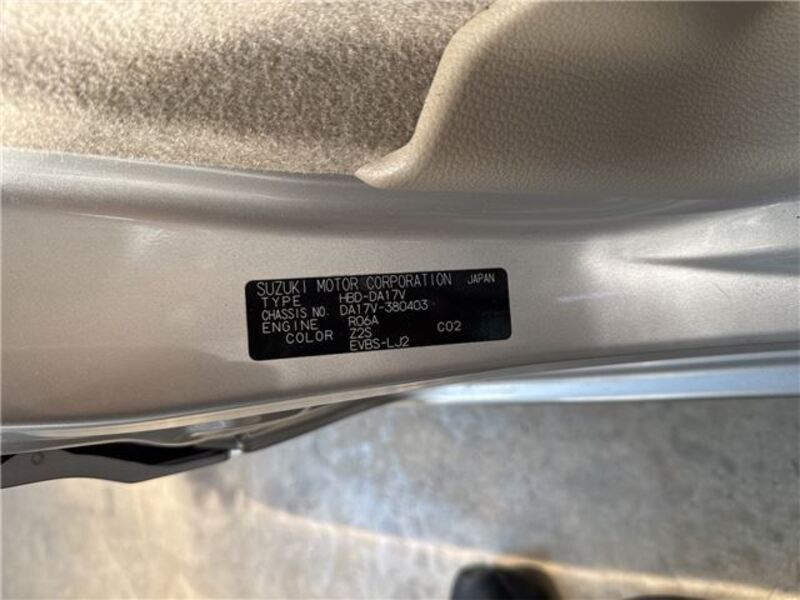 SUZUKI MOTOR CORPORATION JAPAN
TYPE HBD-DA17V
CHASSIS NO. DA17V-380403
ENGINE R06A
COLOR Z2S C02
EVBS-LJ2